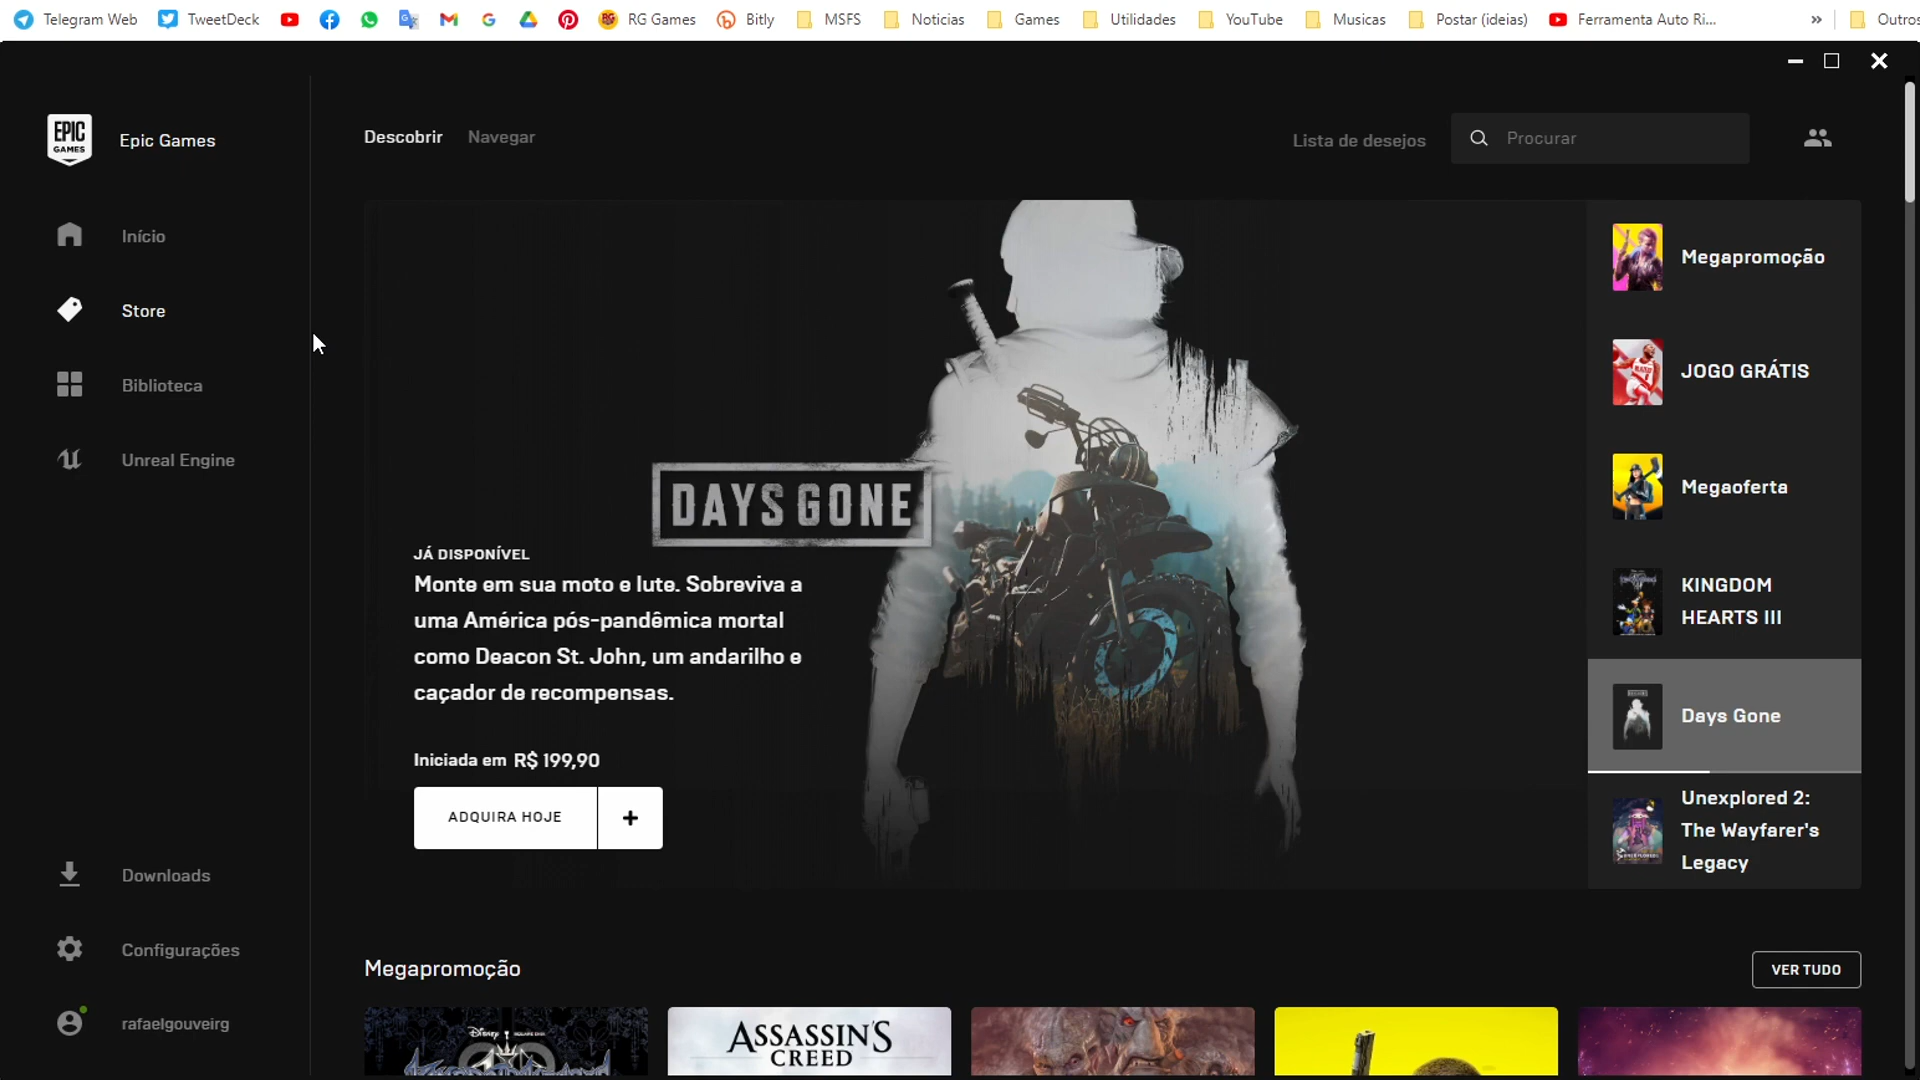 Telegram Web
TweetDeck
RG Games
Bitly
MSFS
Noticias
Games
Utilidades
YouTube
Musicas
Postar (ideias)
Ferramenta Auto Ri...
»
Outros
EPIC
GAMES
Epic Games
Descobrir
Navegar
Lista de desejos
Procurar
Início
Store
Biblioteca
Unreal Engine
DAYS GONE
JÁ DISPONÍVEL
Monte em sua moto e lute. Sobreviva a
uma América pós-pandêmica mortal
como Deacon St. John, um andarilho e
caçador de recompensas.
Iniciada em R$ 199,90
ADQUIRA HOJE
+
Megapromoção
JOGO GRÁTIS
Megaoferta
KINGDOM
HEARTS III
Days Gone
Unexplored 2:
The Wayfarer's
Legacy
Downloads
Configurações
rafaelgouveirg
Megapromoção
VER TUDO
Disney
SQUARE ENIX
ASSASSIN'S
CREED